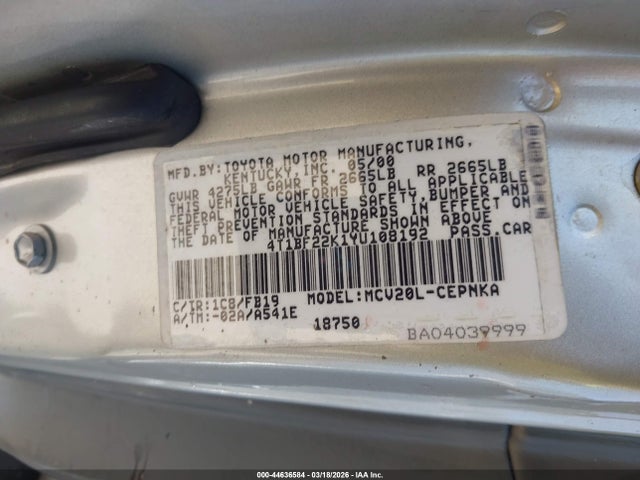 MFD.BY:TOYOTA MOTOR MANUFACTURING,
KENTUCKY, INC. 05/00
GVWR 4295LB GAWR FR 2665LB RR 2665LB
THIS VEHICLE CONFORMS TO ALL APPLICABLE
FEDERAL MOTOR VEHICLE SAFETY, BUMPER AND
THEFT PREVENTION STANDARDS IN EFFECT ON
THE DATE OF MANUFACTURE SHOWN ABOVE
4T1BF22K1YU108192 PASS.CAR
C/TR:1C8/FB19 MODEL:MCV20L-CEPNKA
A/TM:-02A/A541E
18750
BA04039999
000-44636584 | 03/18/2026 - IAA Inc.